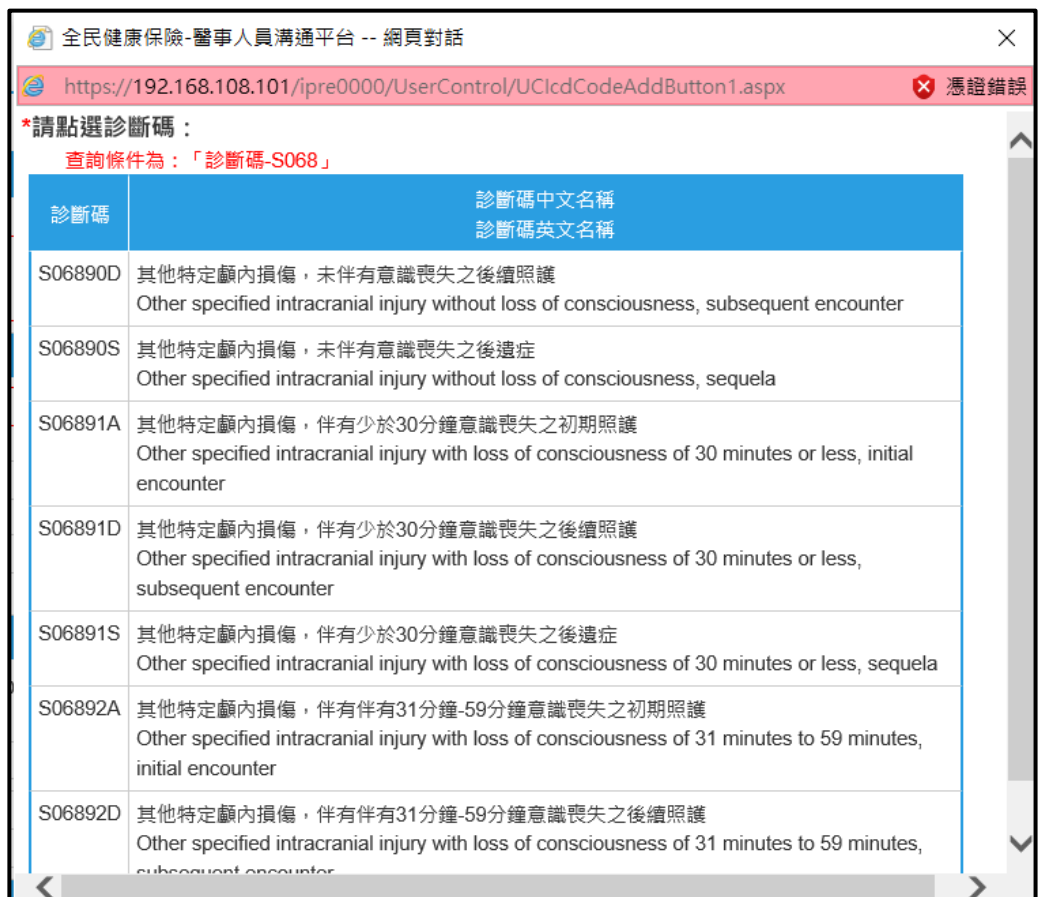 全民健康保險-醫事人員溝通平台 -- 網頁對話
https://192.168.108.101/ipre0000/UserControl/UCIcdCodeAddButton1.aspx 憑證錯誤
*請點選診斷碼：
查詢條件為：「診斷碼-S068」
診斷碼
診斷碼中文名稱
診斷碼英文名稱
S06890D 其他特定顱內損傷，未伴有意識喪失之後續照護
Other specified intracranial injury without loss of consciousness, subsequent encounter
S06890S 其他特定顱內損傷，未伴有意識喪失之後遺症
Other specified intracranial injury without loss of consciousness, sequela
S06891A 其他特定顱內損傷，伴有少於30分鐘意識喪失之初期照護
Other specified intracranial injury with loss of consciousness of 30 minutes or less, initial
encounter
S06891D 其他特定顱內損傷，伴有少於30分鐘意識喪失之後續照護
Other specified intracranial injury with loss of consciousness of 30 minutes or less,
subsequent encounter
S06891S 其他特定顱內損傷，伴有少於30分鐘意識喪失之後遺症
Other specified intracranial injury with loss of consciousness of 30 minutes or less, sequela
S06892A 其他特定顱內損傷，伴有伴有31分鐘-59分鐘意識喪失之初期照護
Other specified intracranial injury with loss of consciousness of 31 minutes to 59 minutes,
initial encounter
S06892D 其他特定顱內損傷，伴有伴有31分鐘-59分鐘意識喪失之後續照護
Other specified intracranial injury with loss of consciousness of 31 minutes to 59 minutes,
subsequent encounter